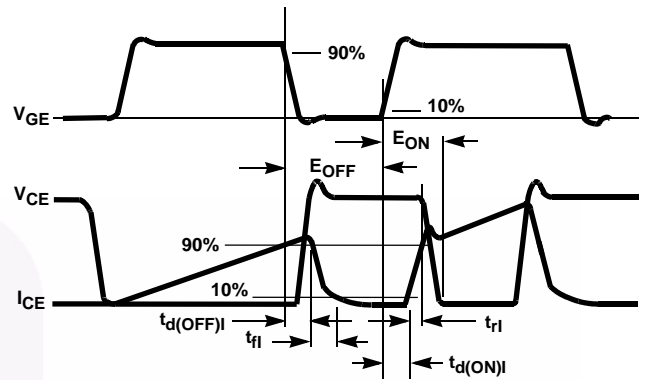 90%
10%
VGE
EON
EOFF
VCE
90%
10%
ICE
td(OFF)I
trI
tfI
td(ON)I